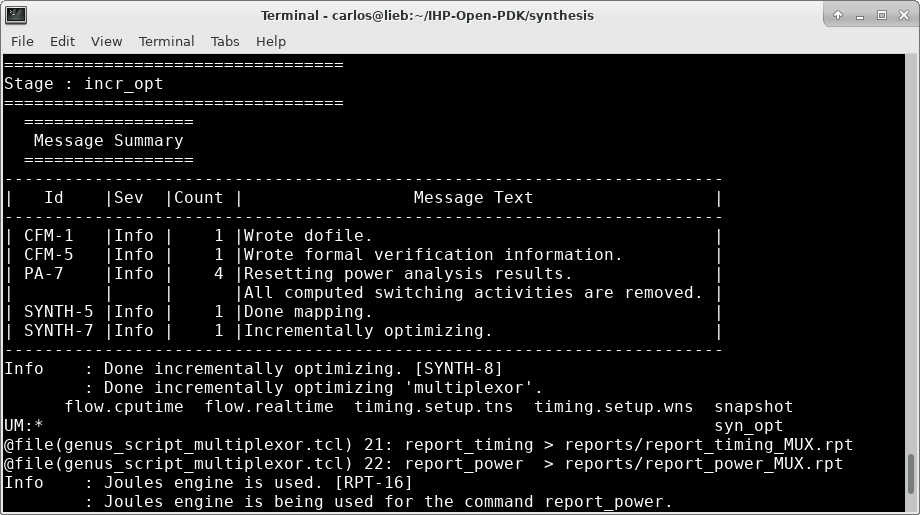 Terminal - carlos@lieb:~/IHP-Open-PDK/synthesis
File Edit View Terminal Tabs Help
==================================
Stage : incr_opt
==================================
  =================
   Message Summary
  =================
------------------------------------------------------------------------
|   Id    |Sev  |Count |                 Message Text                  |
------------------------------------------------------------------------
| CFM-1   |Info |    1 |Wrote dofile.                                  |
| CFM-5   |Info |    1 |Wrote formal verification information.         |
| PA-7    |Info |    4 |Resetting power analysis results.              |
|         |     |      |All computed switching activities are removed. |
| SYNTH-5 |Info |    1 |Done mapping.                                  |
| SYNTH-7 |Info |    1 |Incrementally optimizing.                      |
------------------------------------------------------------------------
Info    : Done incrementally optimizing. [SYNTH-8]
        : Done incrementally optimizing 'multiplexor'.
      flow.cputime  flow.realtime  timing.setup.tns  timing.setup.wns  snapshot
UM:*                                                                   syn_opt
@file(genus_script_multiplexor.tcl) 21: report_timing > reports/report_timing_MUX.rpt
@file(genus_script_multiplexor.tcl) 22: report_power  > reports/report_power_MUX.rpt
Info    : Joules engine is used. [RPT-16]
        : Joules engine is being used for the command report_power.